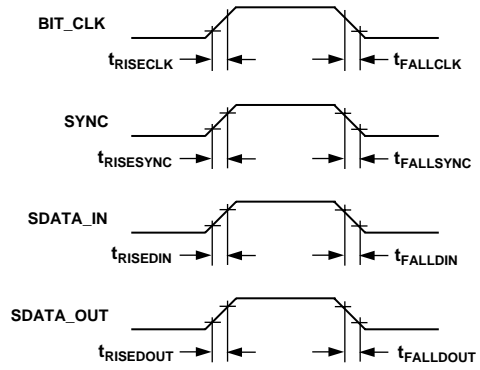 BIT_CLK
tRISECLK
tFALLCLK
SYNC
tRISESYNC
tFALLSYNC
SDATA_IN
tRISEDIN
tFALLDIN
SDATA_OUT
tRISEDOUT
tFALLDOUT